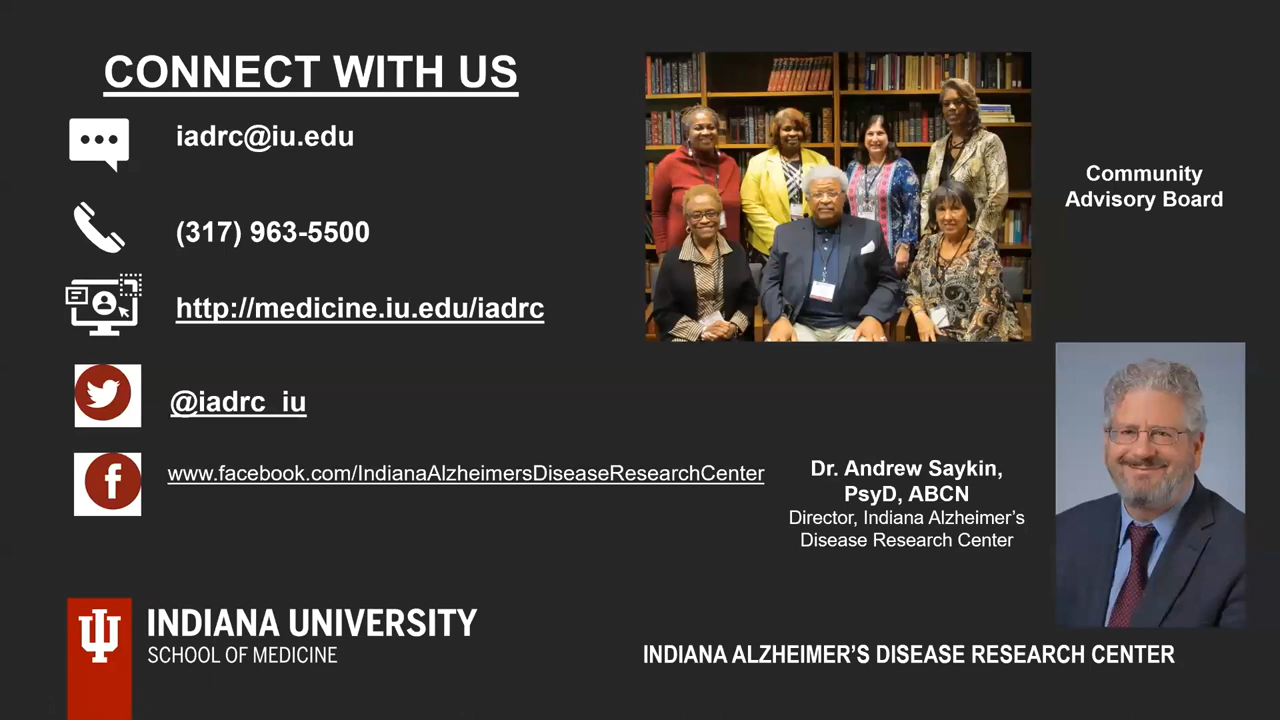 CONNECT WITH US
iadrc@iu.edu
(317) 963-5500
http://medicine.iu.edu/iadrc
@iadrc_iu
www.facebook.com/IndianaAlzheimersDiseaseResearchCenter
Community
Advisory Board
Dr. Andrew Saykin,
PsyD, ABCN
Director, Indiana Alzheimer’s
Disease Research Center
INDIANA UNIVERSITY
SCHOOL OF MEDICINE
INDIANA ALZHEIMER’S DISEASE RESEARCH CENTER